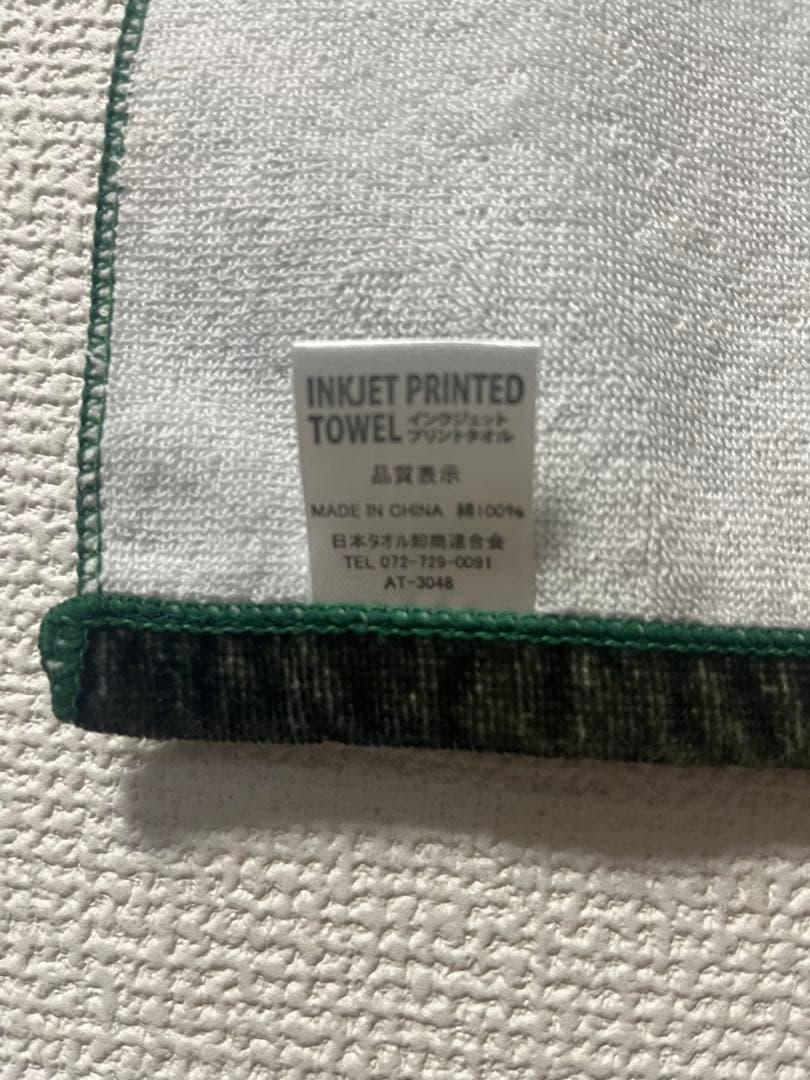 INKJET PRINTED
TOWEL インクジェット
プリントタオル
品質表示
MADE IN CHINA 綿100%
日本タオル卸商連合会
TEL 072-729-0091
AT-3048